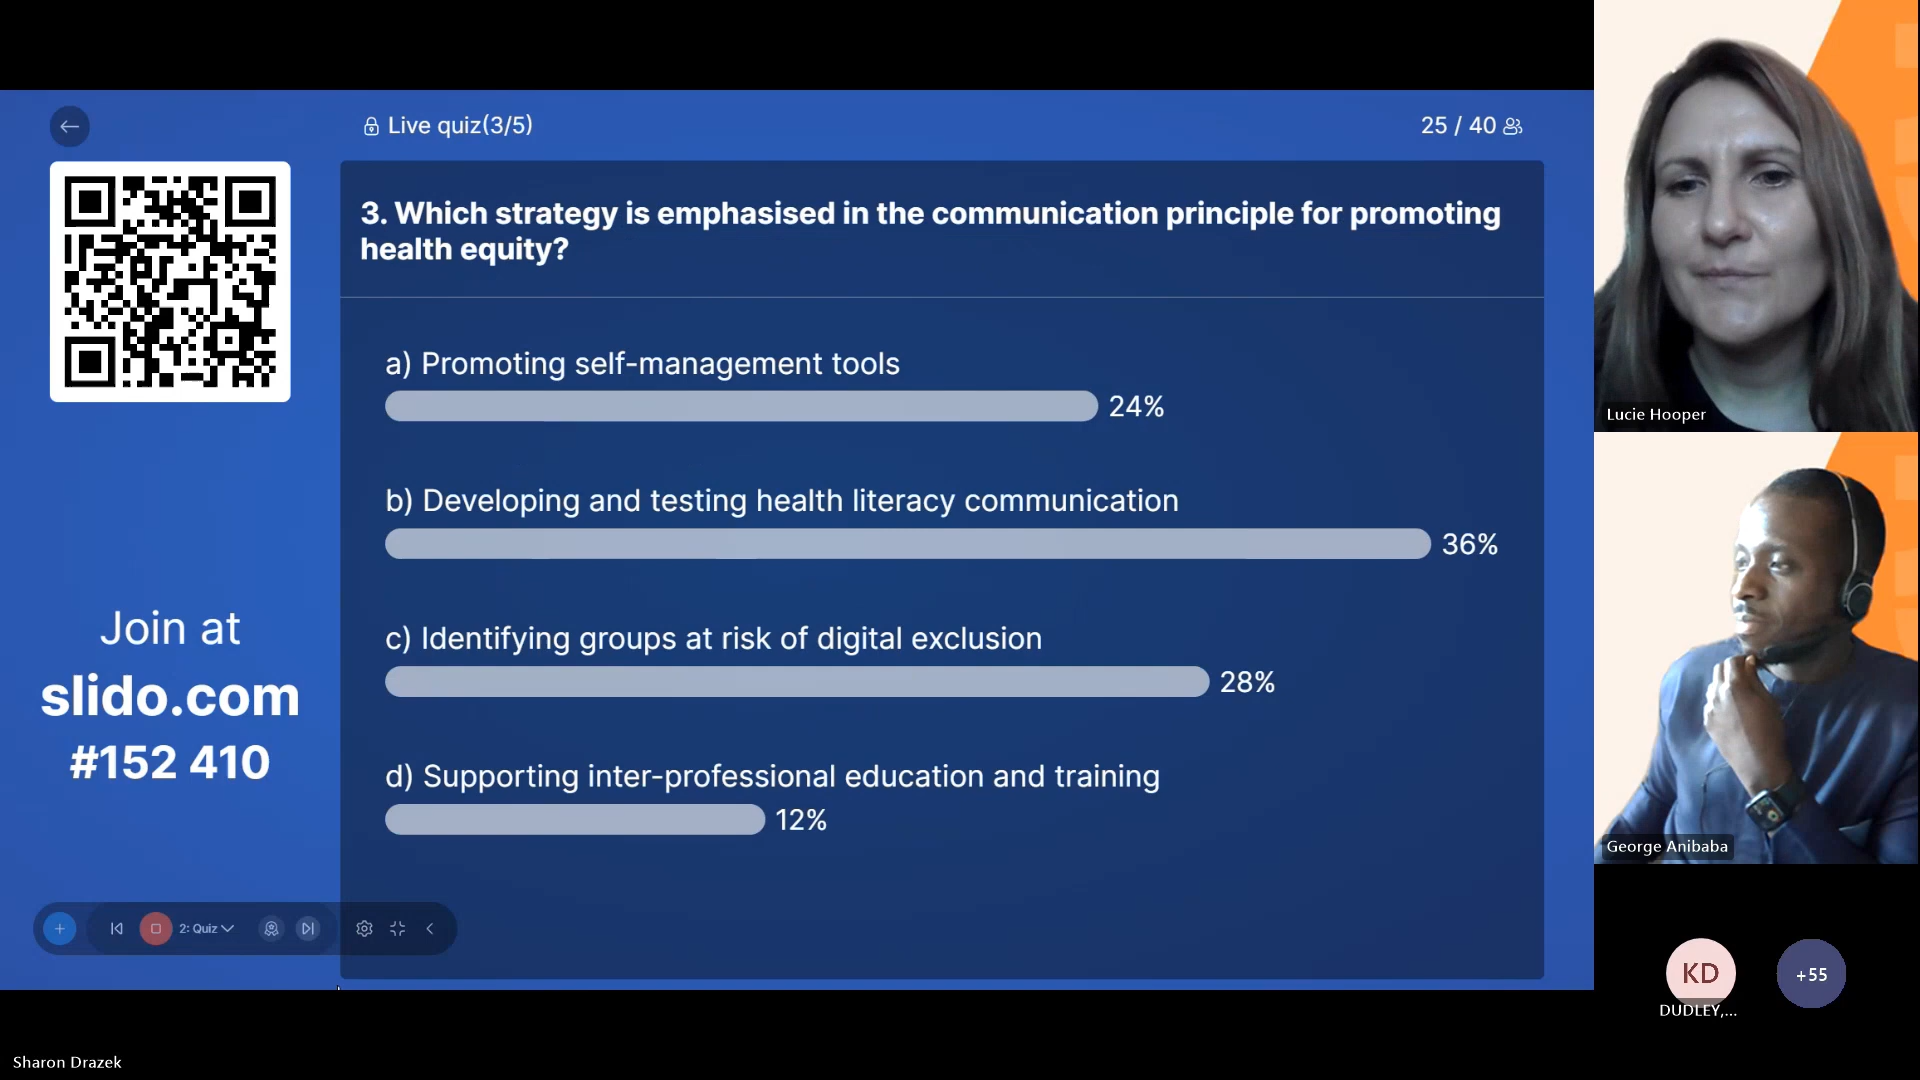 Live quiz(3/5)
25 / 40
3. Which strategy is emphasised in the communication principle for promoting
health equity?
a) Promoting self-management tools
24%
b) Developing and testing health literacy communication
36%
c) Identifying groups at risk of digital exclusion
28%
d) Supporting inter-professional education and training
12%
Join at
slido.com
#152 410
2: Quiz
Lucie Hooper
George Anibaba
KD
DUDLEY,...
+55
Sharon Drazek